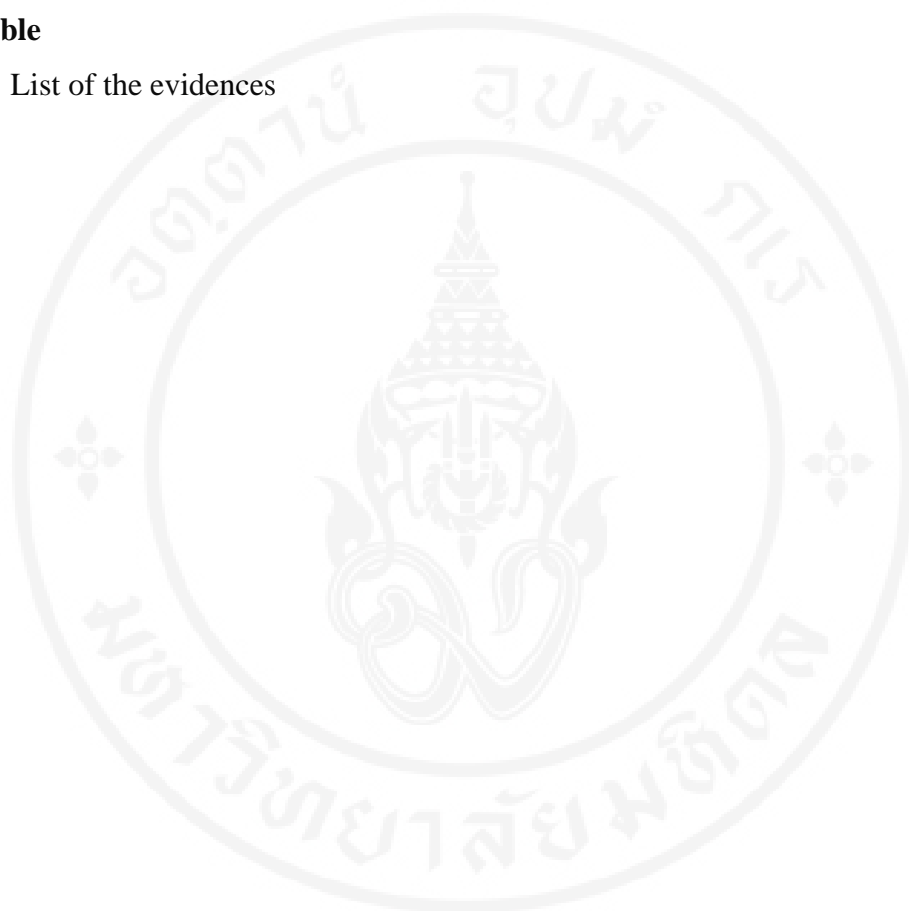 ble
List of the evidences
อตฺตานํ อุปมํ กเร
มหาวิทยาลัยมหิดล